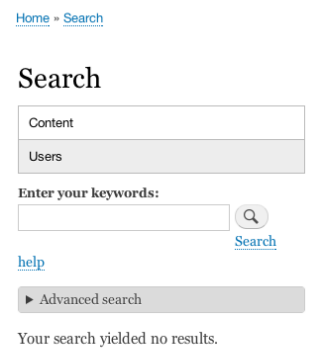 Home » Search
Search
Content
Users
Enter your keywords:
Search
help
Advanced search
Your search yielded no results.